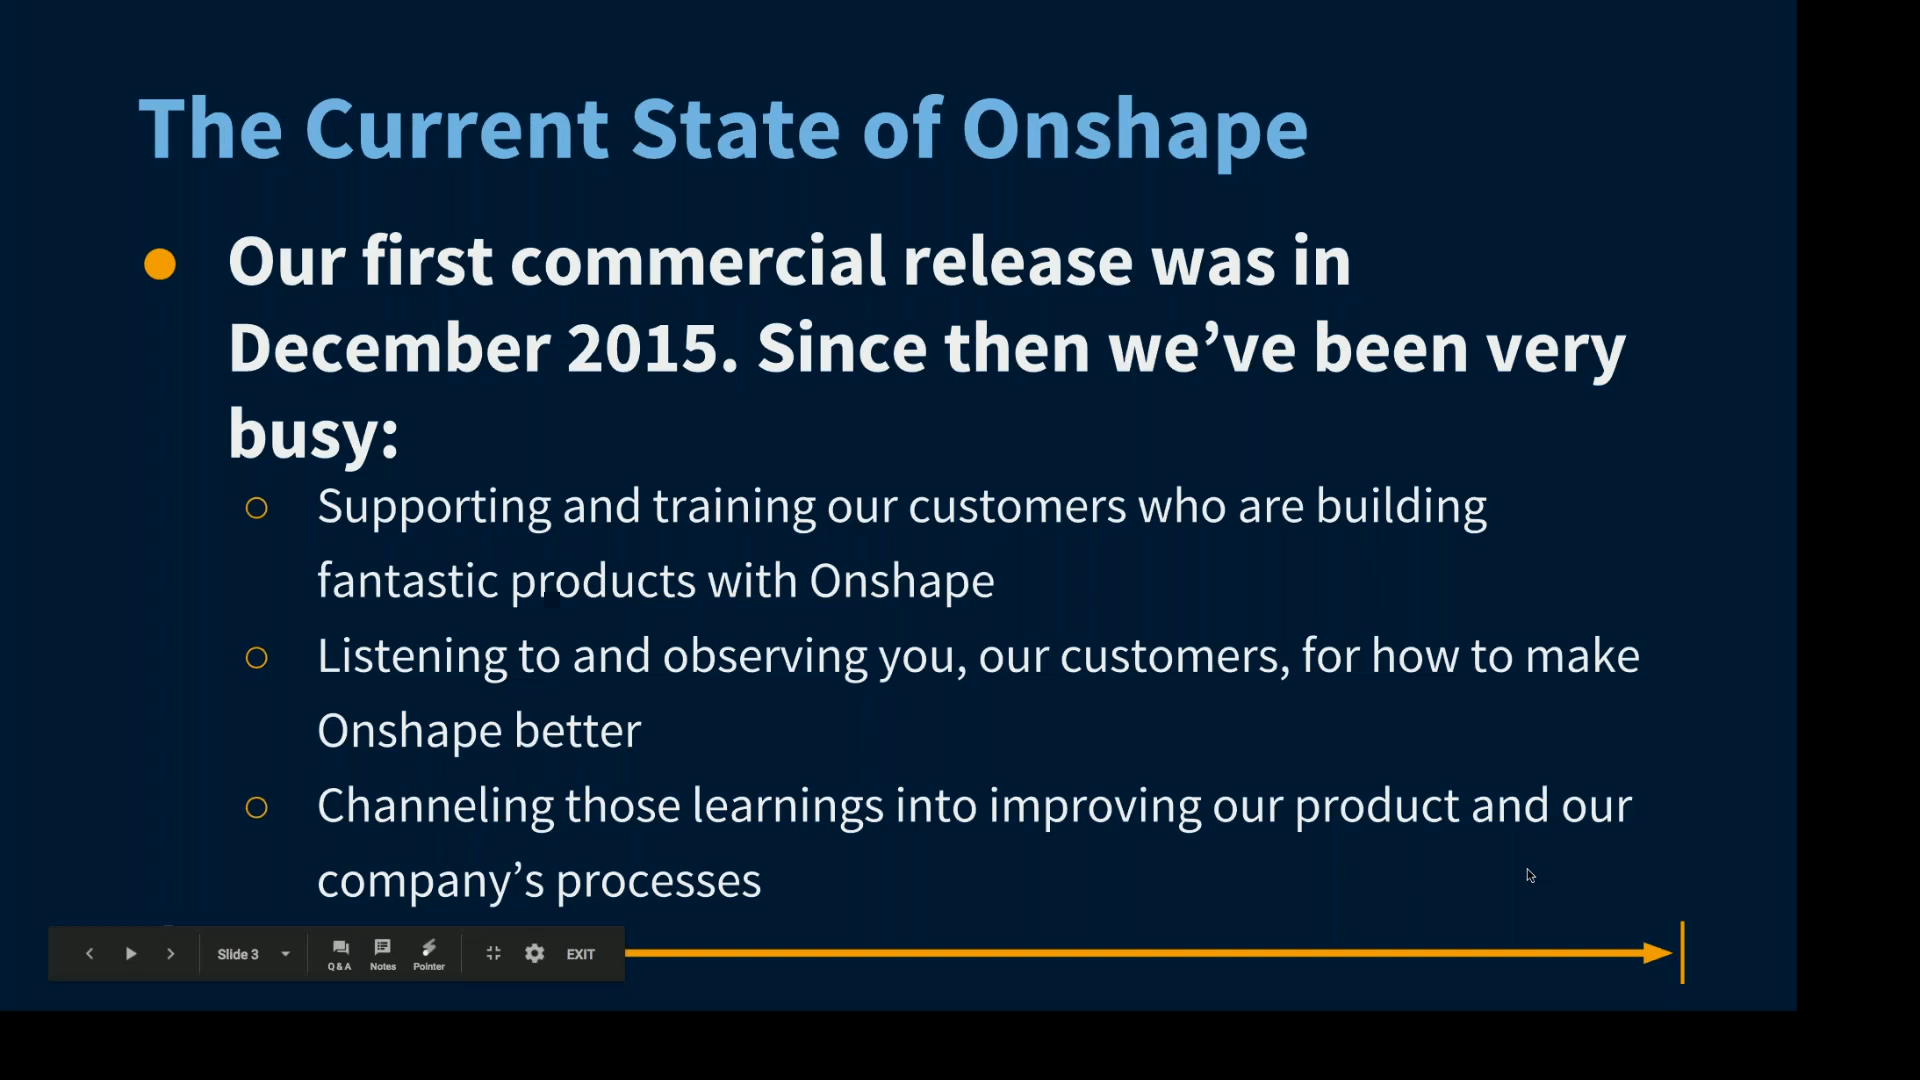 The Current State of Onshape
Our first commercial release was in
December 2015. Since then we’ve been very
busy:
Supporting and training our customers who are building
fantastic products with Onshape
Listening to and observing you, our customers, for how to make
Onshape better
Channeling those learnings into improving our product and our
company’s processes
Slide 3
Q & A
Notes
Pointer
EXIT